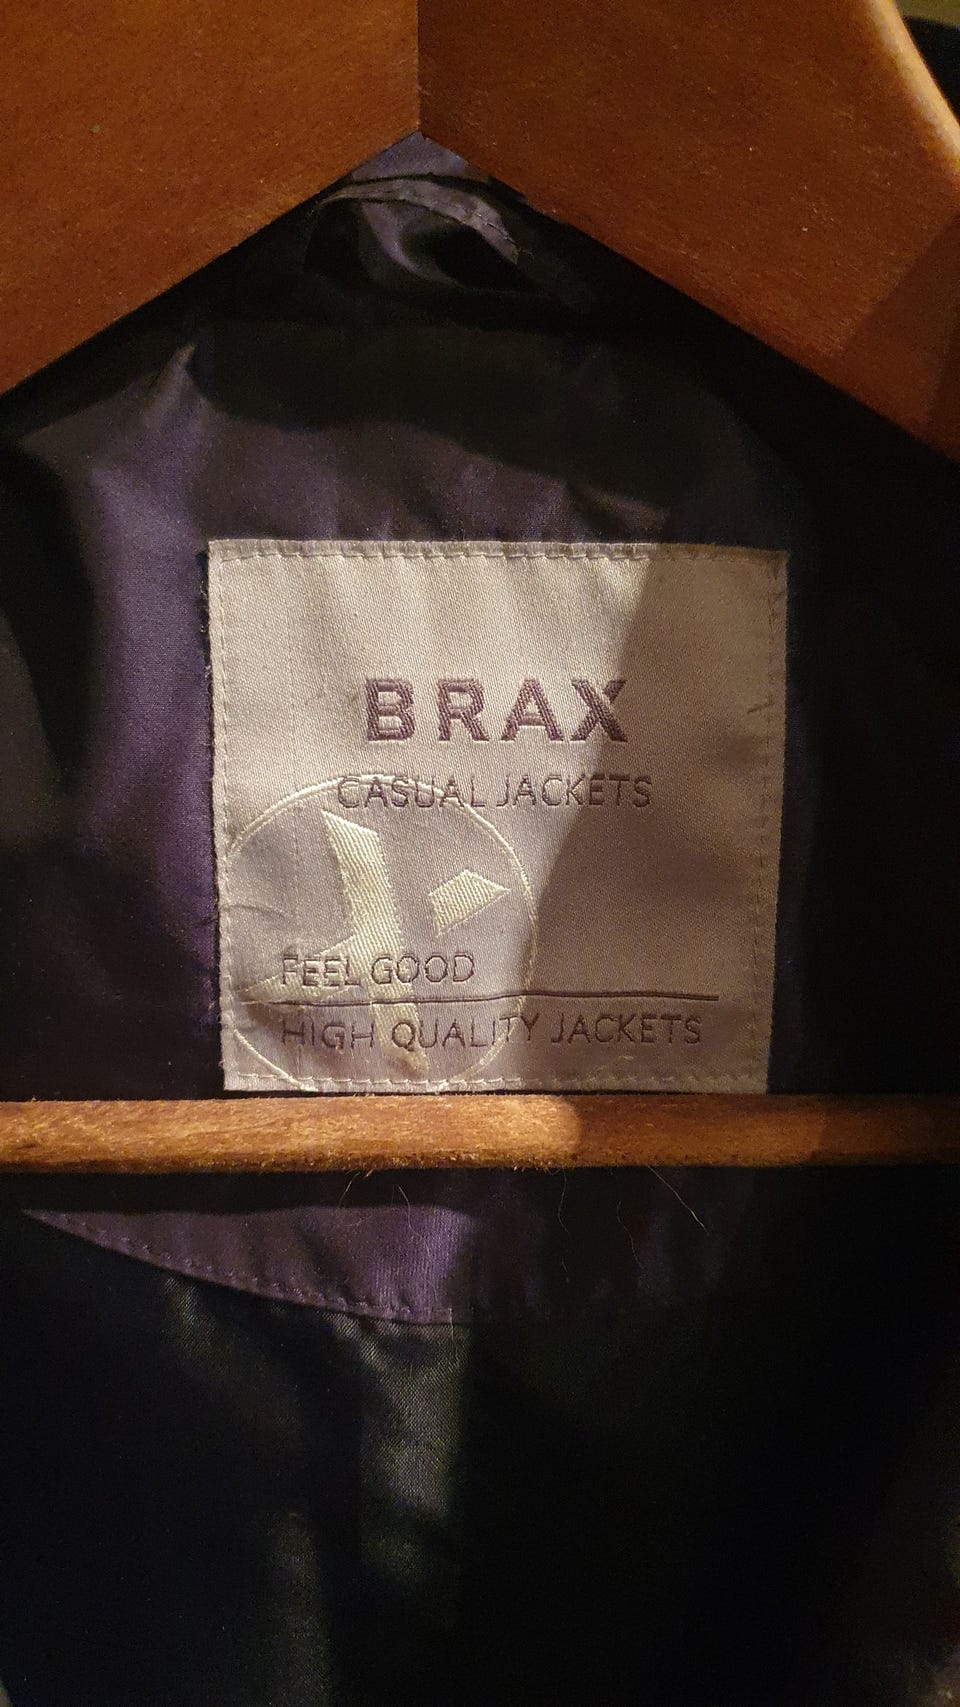 BRAX
CASUAL JACKETS
FEEL GOOD
HIGH QUALITY JACKETS